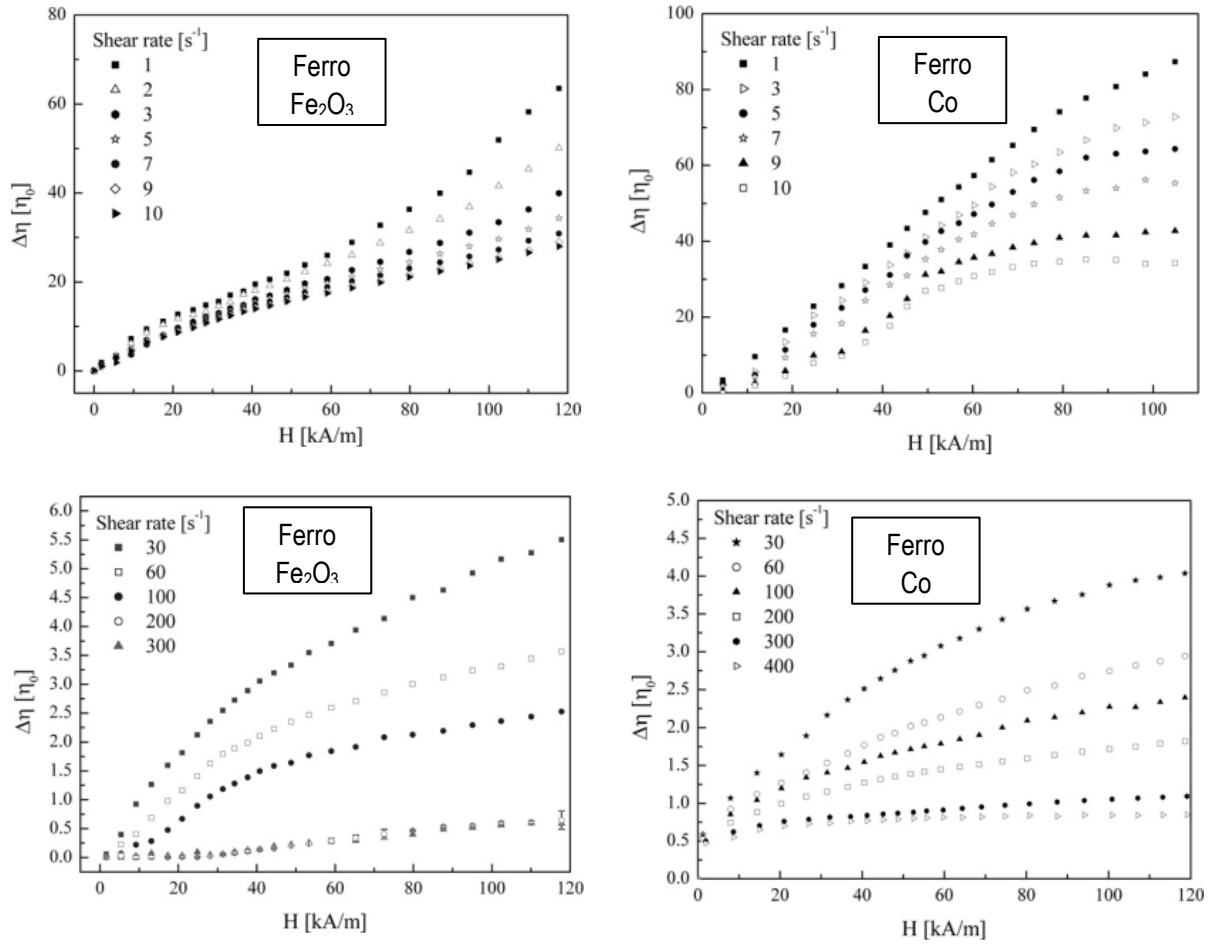 80
60
40
20
0
Δη [η₀]
Shear rate [s⁻¹]
1
2
3
5
7
9
10
Ferro
Fe₂O₃
0 20 40 60 80 100 120
H [kA/m]
100
80
60
40
20
0
Δη [η₀]
Shear rate [s⁻¹]
1
3
5
7
9
10
Ferro
Co
0 20 40 60 80 100
H [kA/m]
6.0
5.5
5.0
4.5
4.0
3.5
3.0
2.5
2.0
1.5
1.0
0.5
0.0
Δη [η₀]
Shear rate [s⁻¹]
30
60
100
200
300
Ferro
Fe₂O₃
0 20 40 60 80 100 120
H [kA/m]
5.0
4.5
4.0
3.5
3.0
2.5
2.0
1.5
1.0
0.5
0.0
Δη [η₀]
Shear rate [s⁻¹]
30
60
100
200
300
400
Ferro
Co
0 20 40 60 80 100 120
H [kA/m]